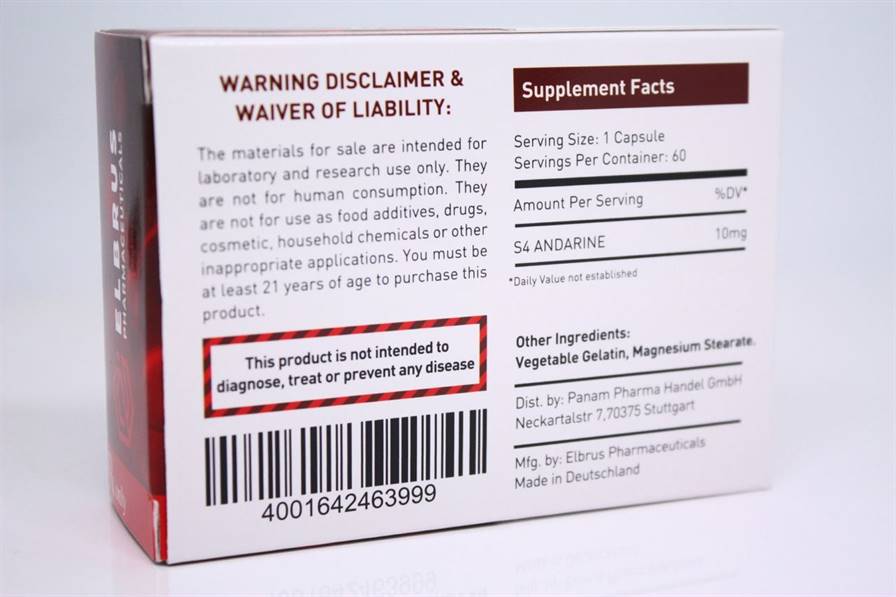 ELBRUS
PHARMACEUTICALS
only
WARNING DISCLAIMER &
WAIVER OF LIABILITY:
The materials for sale are intended for
laboratory and research use only. They
are not for human consumption. They
are not for use as food additives, drugs,
cosmetic, household chemicals or other
inappropriate applications. You must be
at least 21 years of age to purchase this
product.
This product is not intended to
diagnose, treat or prevent any disease
4001642463999
Supplement Facts
Serving Size: 1 Capsule
Servings Per Container: 60
Amount Per Serving %DV*
S4 ANDARINE 10mg
*Daily Value not established
Other Ingredients:
Vegetable Gelatin, Magnesium Stearate.
Dist. by: Panam Pharma Handel GmbH
Neckartalstr 7,70375 Stuttgart
Mfg. by: Elbrus Pharmaceuticals
Made in Deutschland